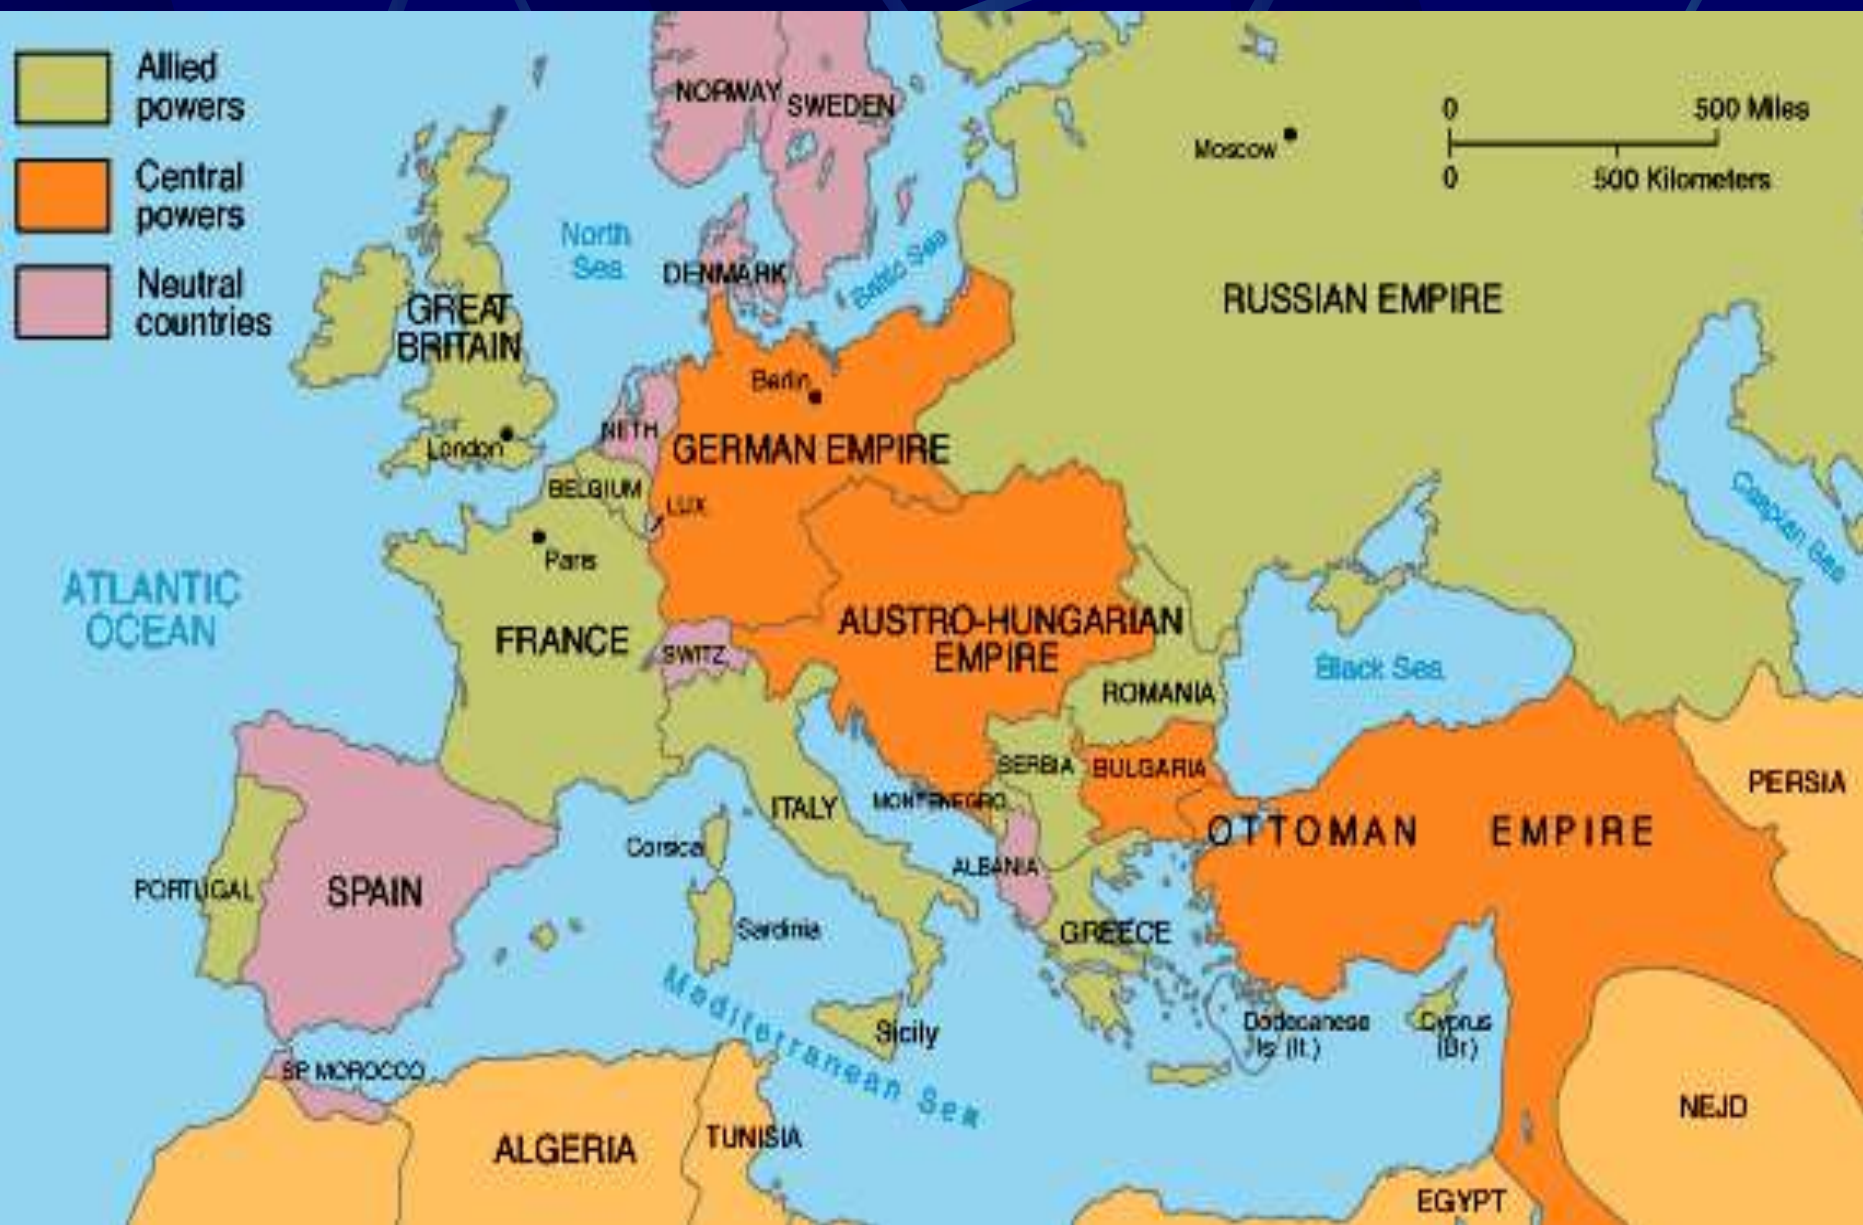 Allied
powers
Central
powers
Neutral
countries
NORWAY
SWEDEN
0 500 Miles
0 500 Kilometers
Moscow
North
Sea
DENMARK
Baltic Sea
GREAT
BRITAIN
RUSSIAN EMPIRE
Berlin
NETH
London
GERMAN EMPIRE
BELGIUM
LUX
Paris
Caspian Sea
ATLANTIC
OCEAN
FRANCE
SWITZ
AUSTRO-HUNGARIAN
EMPIRE
Black Sea
ROMANIA
SERBIA
BULGARIA
PERSIA
MONTENEGRO
ITALY
OTTOMAN EMPIRE
Corsica
ALBANIA
PORTUGAL
SPAIN
Sardinia
GREECE
Mediterranean Sea
Sicily
Dodecanese
Is (It.)
Cyprus
(Br)
SP MOROCCO
NEJD
ALGERIA
TUNISIA
EGYPT